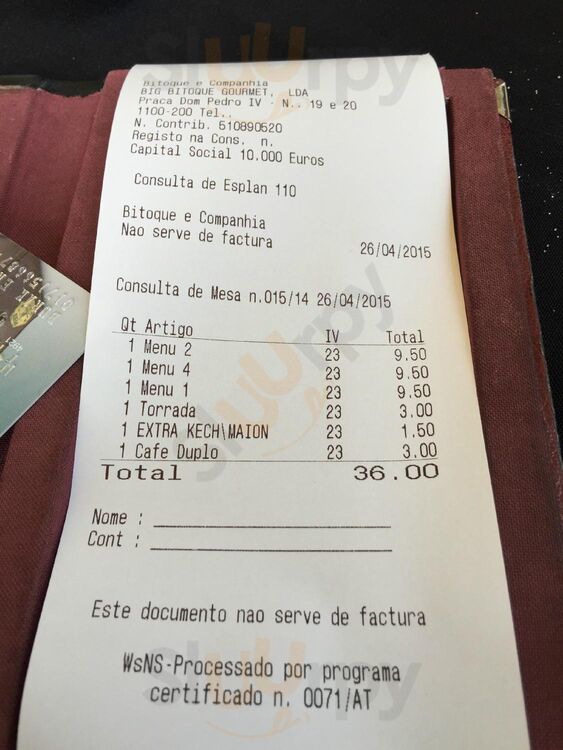 Bitoque e Companhia
BIG BITOQUE GOURMET, LDA
Praca Dom Pedro IV - N.. 19 e 20
1100-200 Tel..
N. Contrib. 510890520
Registo na Cons. n.
Capital Social 10.000 Euros
Consulta de Esplan 110
Bitoque e Companhia
Nao serve de factura
26/04/2015
Consulta de Mesa n.015/14 26/04/2015
Qt Artigo IV Total
1 Menu 2 23 9.50
1 Menu 4 23 9.50
1 Menu 1 23 9.50
1 Torrada 23 3.00
1 EXTRA KECH\MAION 23 1.50
1 Cafe Duplo 23 3.00
Total 36.00
Nome :
Cont :
Este documento nao serve de factura
WsNS-Processado por programa
certificado n. 0071/AT
Sluurpy